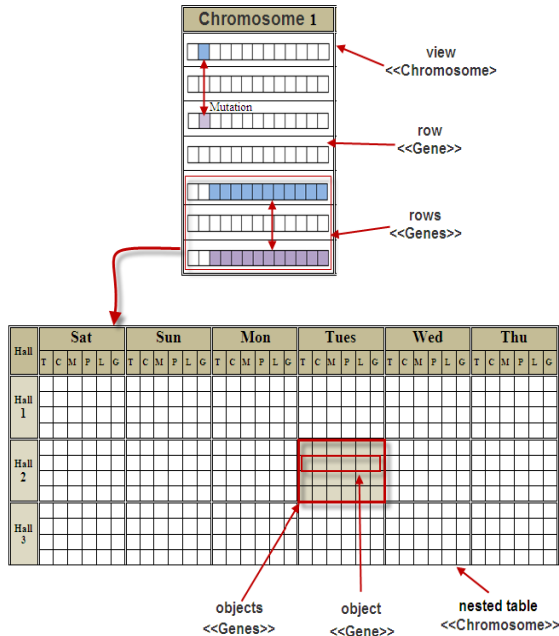 Chromosome 1
view
<<Chromosome>
Mutation
row
<<Gene>>
rows
<<Genes>>
Hall Sat Sun Mon Tues Wed Thu
T C M P L G T C M P L G T C M P L G T C M P L G T C M P L G T C M P L G
Hall
1
Hall
2
Hall
3
objects
<<Genes>>
object
<<Gene>>
nested table
<<Chromosome>>